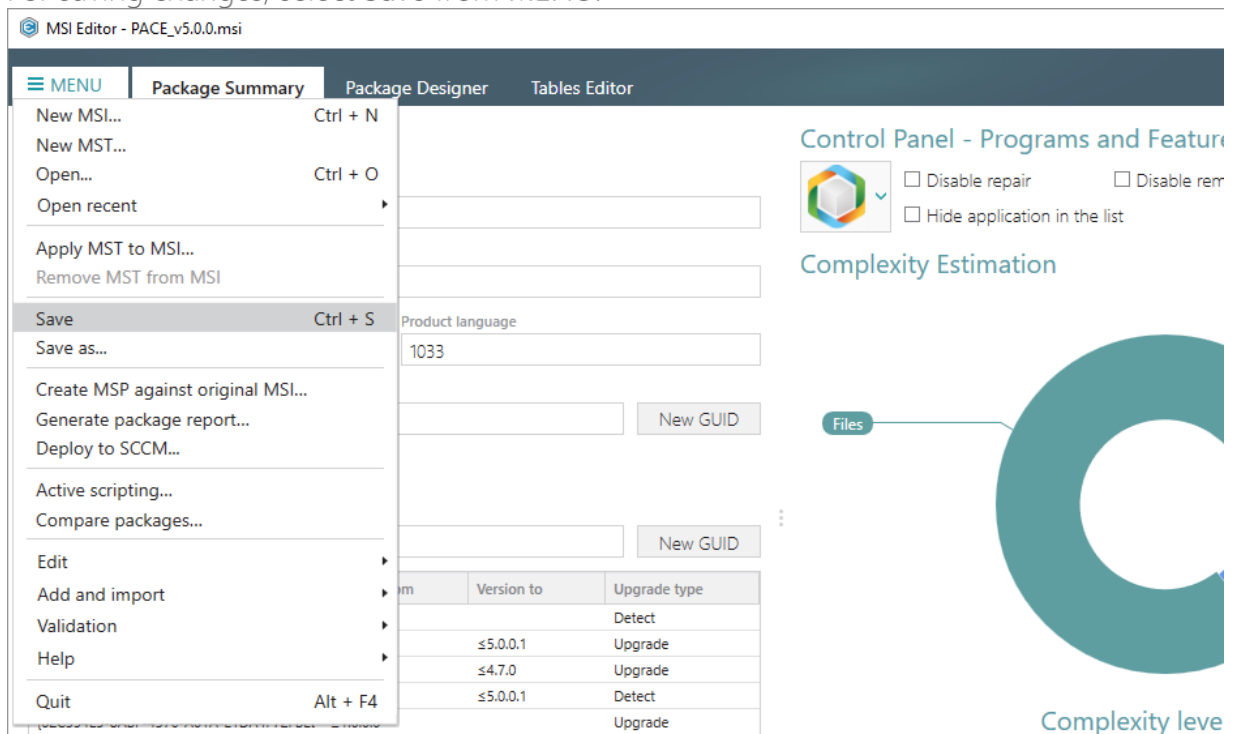 MSI Editor - PACE_v5.0.0.msi
MENU Package Summary Package Designer Tables Editor
New MSI... Ctrl + N
New MST...
Open... Ctrl + O
Open recent
Apply MST to MSI...
Remove MST from MSI
Save Ctrl + S
Save as...
Create MSP against original MSI...
Generate package report...
Deploy to SCCM...
Active scripting...
Compare packages...
Edit
Add and import
Validation
Help
Quit Alt + F4
Product language
1033
New GUID
New GUID
om Version to Upgrade type
Detect
≤5.0.0.1 Upgrade
≤4.7.0 Upgrade
≤5.0.0.1 Detect
Upgrade
Control Panel - Programs and Feature
Disable repair Disable rem
Hide application in the list
Complexity Estimation
Files
Complexity leve